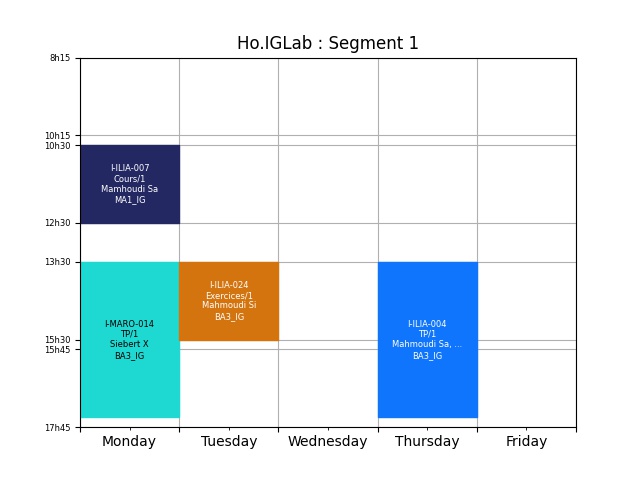 Ho.IGLab : Segment 1
8h15
10h15
10h30
I-ILIA-007
Cours/1
Mamhoudi Sa
MA1_IG
12h30
13h30
I-MARO-014
TP/1
Siebert X
BA3_IG
I-ILIA-024
Exercices/1
Mahmoudi Si
BA3_IG
I-ILIA-004
TP/1
Mahmoudi Sa, ...
BA3_IG
15h30
15h45
17h45
Monday
Tuesday
Wednesday
Thursday
Friday